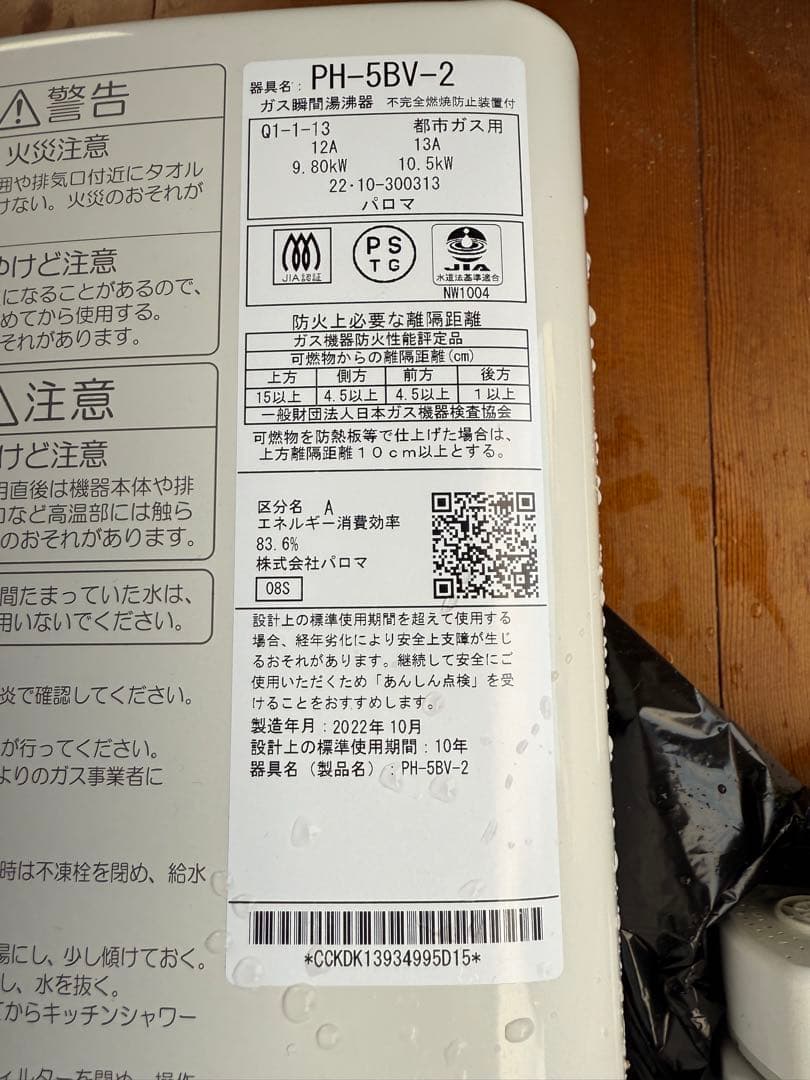 警告
火災注意
囲や排気口付近にタオル
けない。火災のおそれが
けど注意
になることがあるので、
めてから使用する。
それがあります。
注意
けど注意
用直後は機器本体や排
など高温部には触ら
のおそれがあります。
間たまっていた水は、
用いないでください。
炎で確認してください。
が行ってください。
よりのガス事業者に
時は不凍栓を閉め、給水
湯にし、少し傾けておく。
し、水を抜く。
てからキッチンシャワー
器具名: PH-5BV-2
ガス瞬間湯沸器 不完全燃焼防止装置付
Q1-1-13 都市ガス用
12A 13A
9.80kW 10.5kW
22・10-300313
パロマ
JIA認証
PS
TG
JIA
水道法基準適合
NW1004
防火上必要な離隔距離
ガス機器防火性能評定品
可燃物からの離隔距離(cm)
上方 側方 前方 後方
15以上 4.5以上 4.5以上 1以上
一般財団法人日本ガス機器検査協会
可燃物を防熱板等で仕上げた場合は、
上方離隔距離10cm以上とする。
区分名 A
エネルギー消費効率
83.6%
株式会社パロマ
08S
設計上の標準使用期間を超えて使用する
場合、経年劣化により安全上支障が生じ
るおそれがあります。継続して安全にご
使用いただくため「あんしん点検」を受
けることをおすすめします。
製造年月:2022年10月
設計上の標準使用期間:10年
器具名(製品名):PH-5BV-2
*CCKDK13934995D15*